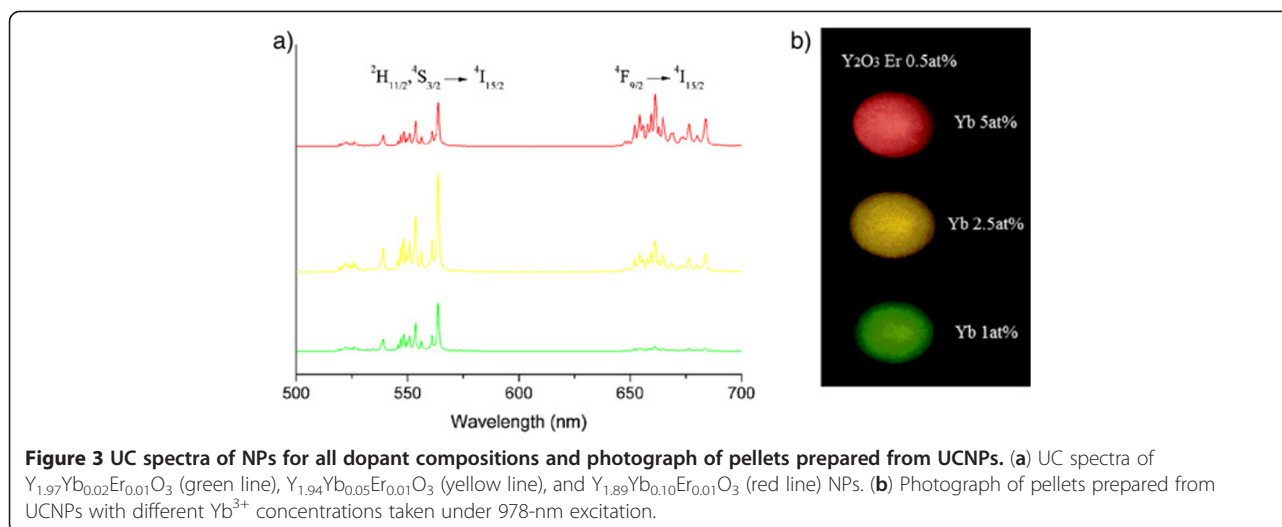 a)
²H₁₁/₂,⁴S₃/₂ → ⁴I₁₅/₂
⁴F₉/₂ → ⁴I₁₅/₂
500 550 600 650 700
Wavelength (nm)
b)
Y₂O₃ Er 0.5at%
Yb 5at%
Yb 2.5at%
Yb 1at%
Figure 3 UC spectra of NPs for all dopant compositions and photograph of pellets prepared from UCNPs. (a) UC spectra of
Y₁.₉₇Yb₀.₀₂Er₀.₀₁O₃ (green line), Y₁.₉₄Yb₀.₀₅Er₀.₀₁O₃ (yellow line), and Y₁.₈₉Yb₀.₁₀Er₀.₀₁O₃ (red line) NPs. (b) Photograph of pellets prepared from
UCNPs with different Yb³⁺ concentrations taken under 978-nm excitation.